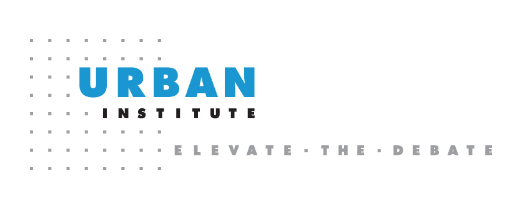 URBAN
INSTITUTE
ELEVATE · THE · DEBATE